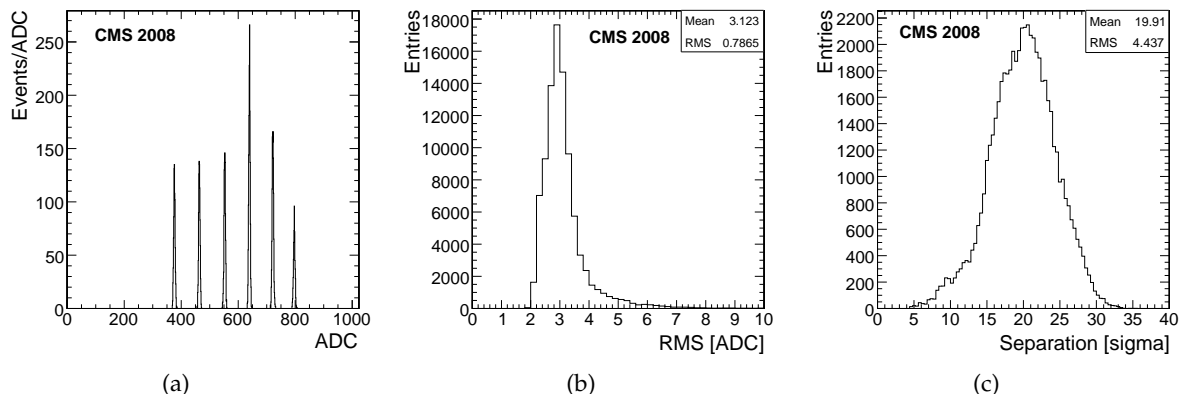 CMS 2008
Events/ADC
250
200
150
100
50
0
0 200 400 600 800 1000
ADC
(a)
CMS 2008
Mean 3.123
RMS 0.7865
Entries
18000
16000
14000
12000
10000
8000
6000
4000
2000
0
0 1 2 3 4 5 6 7 8 9 10
RMS [ADC]
(b)
CMS 2008
Mean 19.91
RMS 4.437
Entries
2200
2000
1800
1600
1400
1200
1000
800
600
400
200
0
0 5 10 15 20 25 30 35 40
Separation [sigma]
(c)